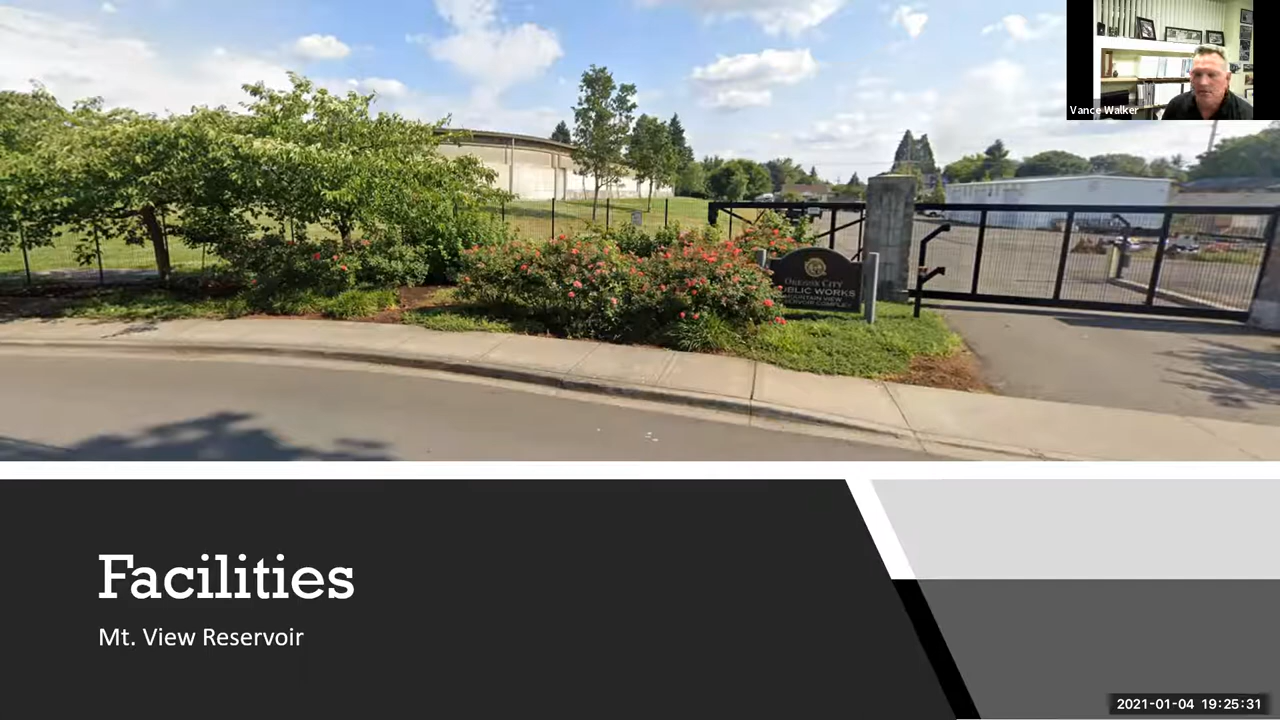 Vance Walker
OREGON CITY
PUBLIC WORKS
MOUNTAIN VIEW
RESERVOIR COMPLEX
Facilities
Mt. View Reservoir
2021-01-04 19:25:31